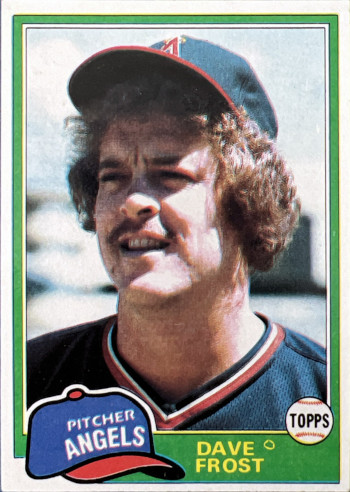 A
PITCHER
ANGELS
DAVE
FROST
TOPPS